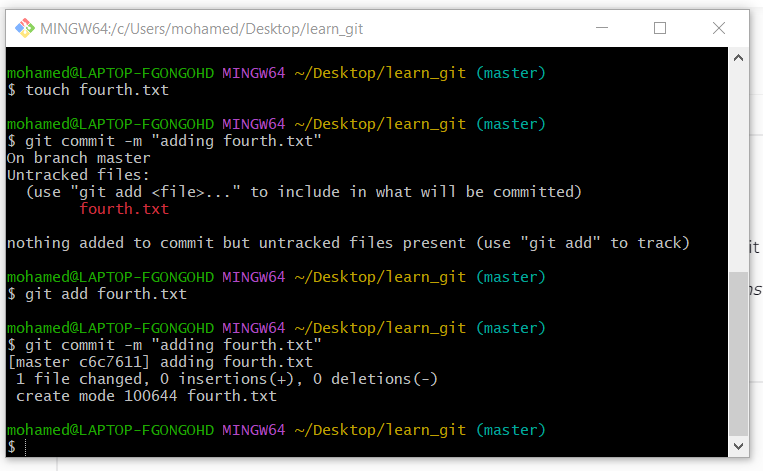 MINGW64:/c/Users/mohamed/Desktop/learn_git
mohamed@LAPTOP-FGONGOHD MINGW64 ~/Desktop/learn_git (master)
$ touch fourth.txt
mohamed@LAPTOP-FGONGOHD MINGW64 ~/Desktop/learn_git (master)
$ git commit -m "adding fourth.txt"
On branch master
Untracked files:
  (use "git add <file>..." to include in what will be committed)
        fourth.txt
nothing added to commit but untracked files present (use "git add" to track)
mohamed@LAPTOP-FGONGOHD MINGW64 ~/Desktop/learn_git (master)
$ git add fourth.txt
mohamed@LAPTOP-FGONGOHD MINGW64 ~/Desktop/learn_git (master)
$ git commit -m "adding fourth.txt"
[master c6c7611] adding fourth.txt
 1 file changed, 0 insertions(+), 0 deletions(-)
 create mode 100644 fourth.txt
mohamed@LAPTOP-FGONGOHD MINGW64 ~/Desktop/learn_git (master)
$